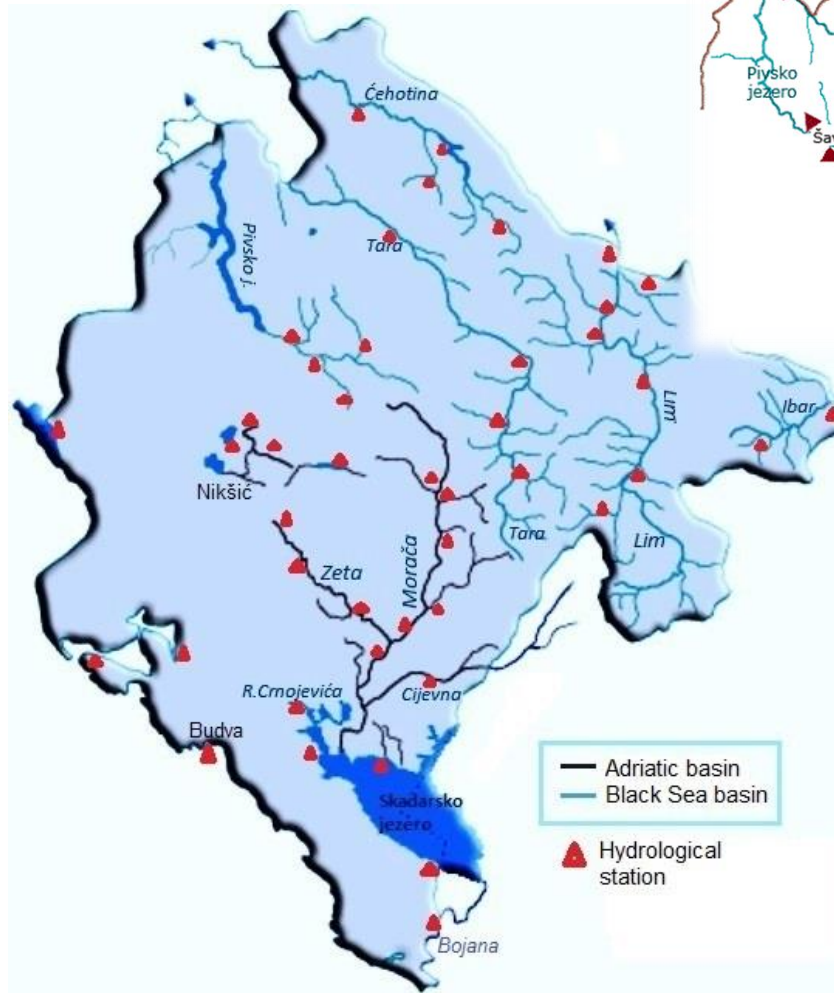 Ćehotina
Pivsko
jezero
Tara
Pivsko j.
Lim
Ibar
Nikšić
Tara
Lim
Zeta
Morača
R.Crnojevića
Cijevna
Budva
Skadarsko
jezero
Bojana
Adriatic basin
Black Sea basin
Hydrological
station